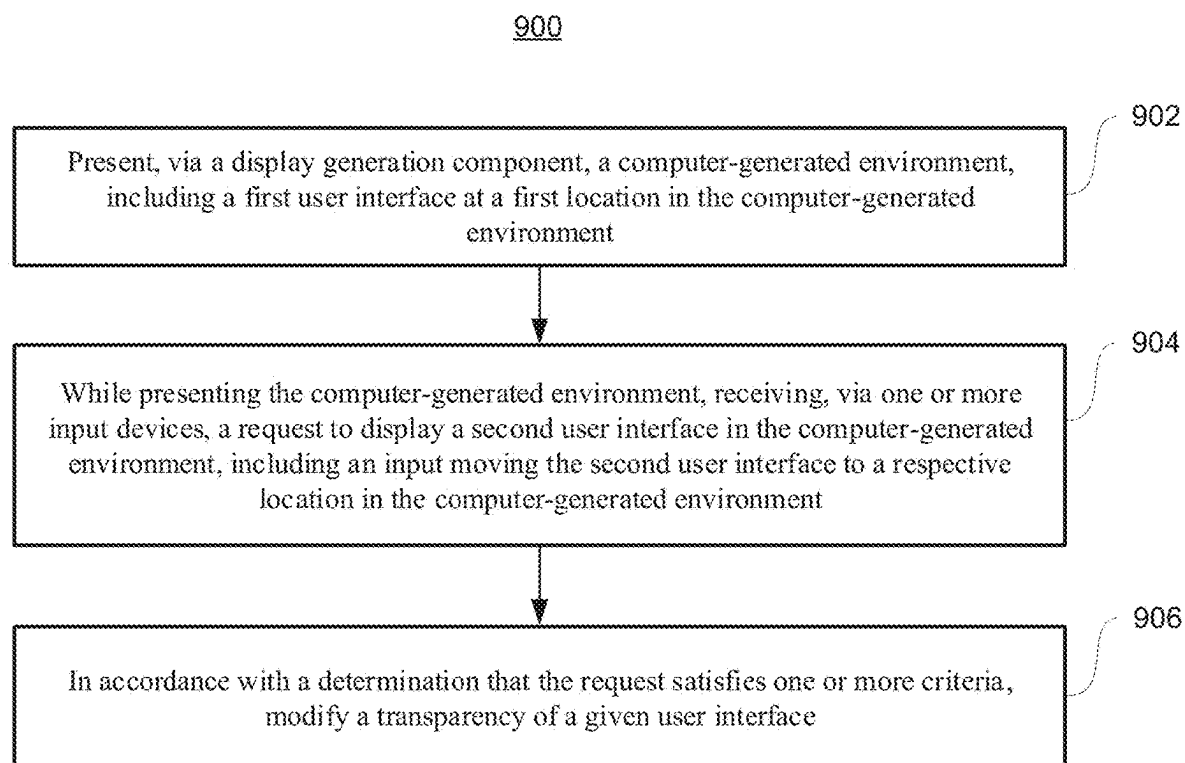 900
902
Present, via a display generation component, a computer-generated environment,
including a first user interface at a first location in the computer-generated
environment
904
While presenting the computer-generated environment, receiving, via one or more
input devices, a request to display a second user interface in the computer-generated
environment, including an input moving the second user interface to a respective
location in the computer-generated environment
906
In accordance with a determination that the request satisfies one or more criteria,
modify a transparency of a given user interface